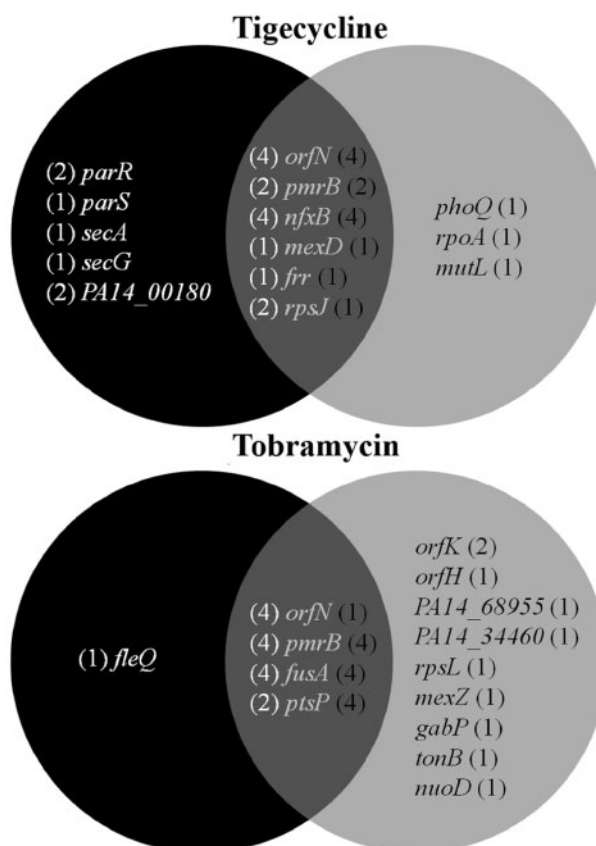 Tigecycline
(2) parR
(1) parS
(1) secA
(1) secG
(2) PA14_00180
(4) orfN (4)
(2) pmrB (2)
(4) nfxB (4)
(1) mexD (1)
(1) frr (1)
(2) rpsJ (1)
phoQ (1)
rpoA (1)
mutL (1)
Tobramycin
(1) fleQ
(4) orfN (1)
(4) pmrB (4)
(4) fusA (4)
(2) ptsP (4)
orfK (2)
orfH (1)
PA14_68955 (1)
PA14_34460 (1)
rpsL (1)
mexZ (1)
gabP (1)
tonB (1)
nuoD (1)